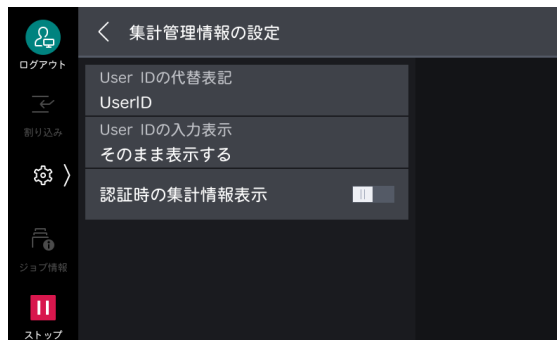 集計管理情報の設定
ログアウト
User IDの代替表記
UserID
割り込み
User IDの入力表示
そのまま表示する
認証時の集計情報表示
ジョブ情報
ストップ